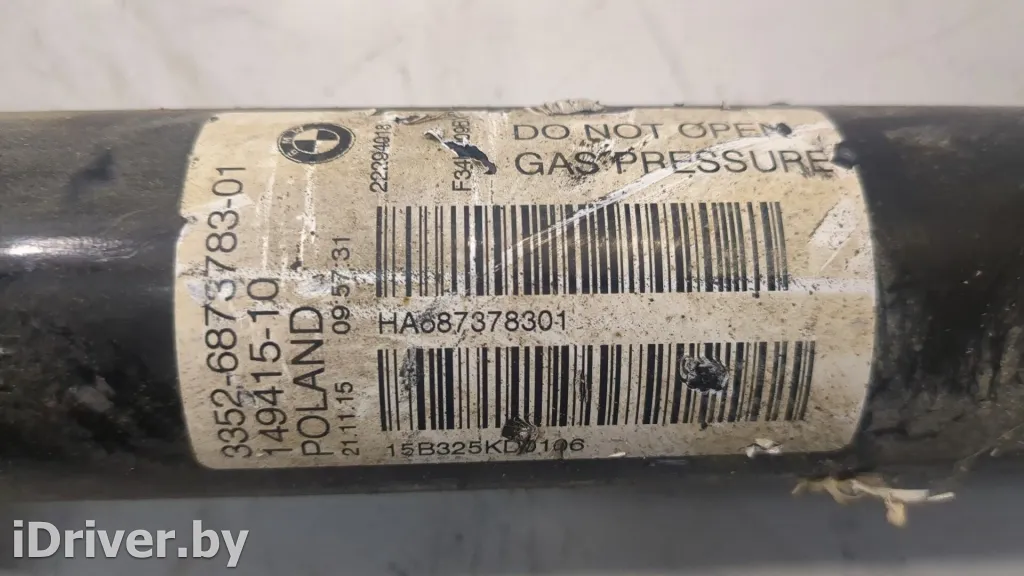 BMW
DO NOT OPEN
GAS PRESSURE
22294018
3352-6873783-01
149415-10
POLAND
21.11.15 09:57:31
HA687378301
15B325KD0106
iDriver.by